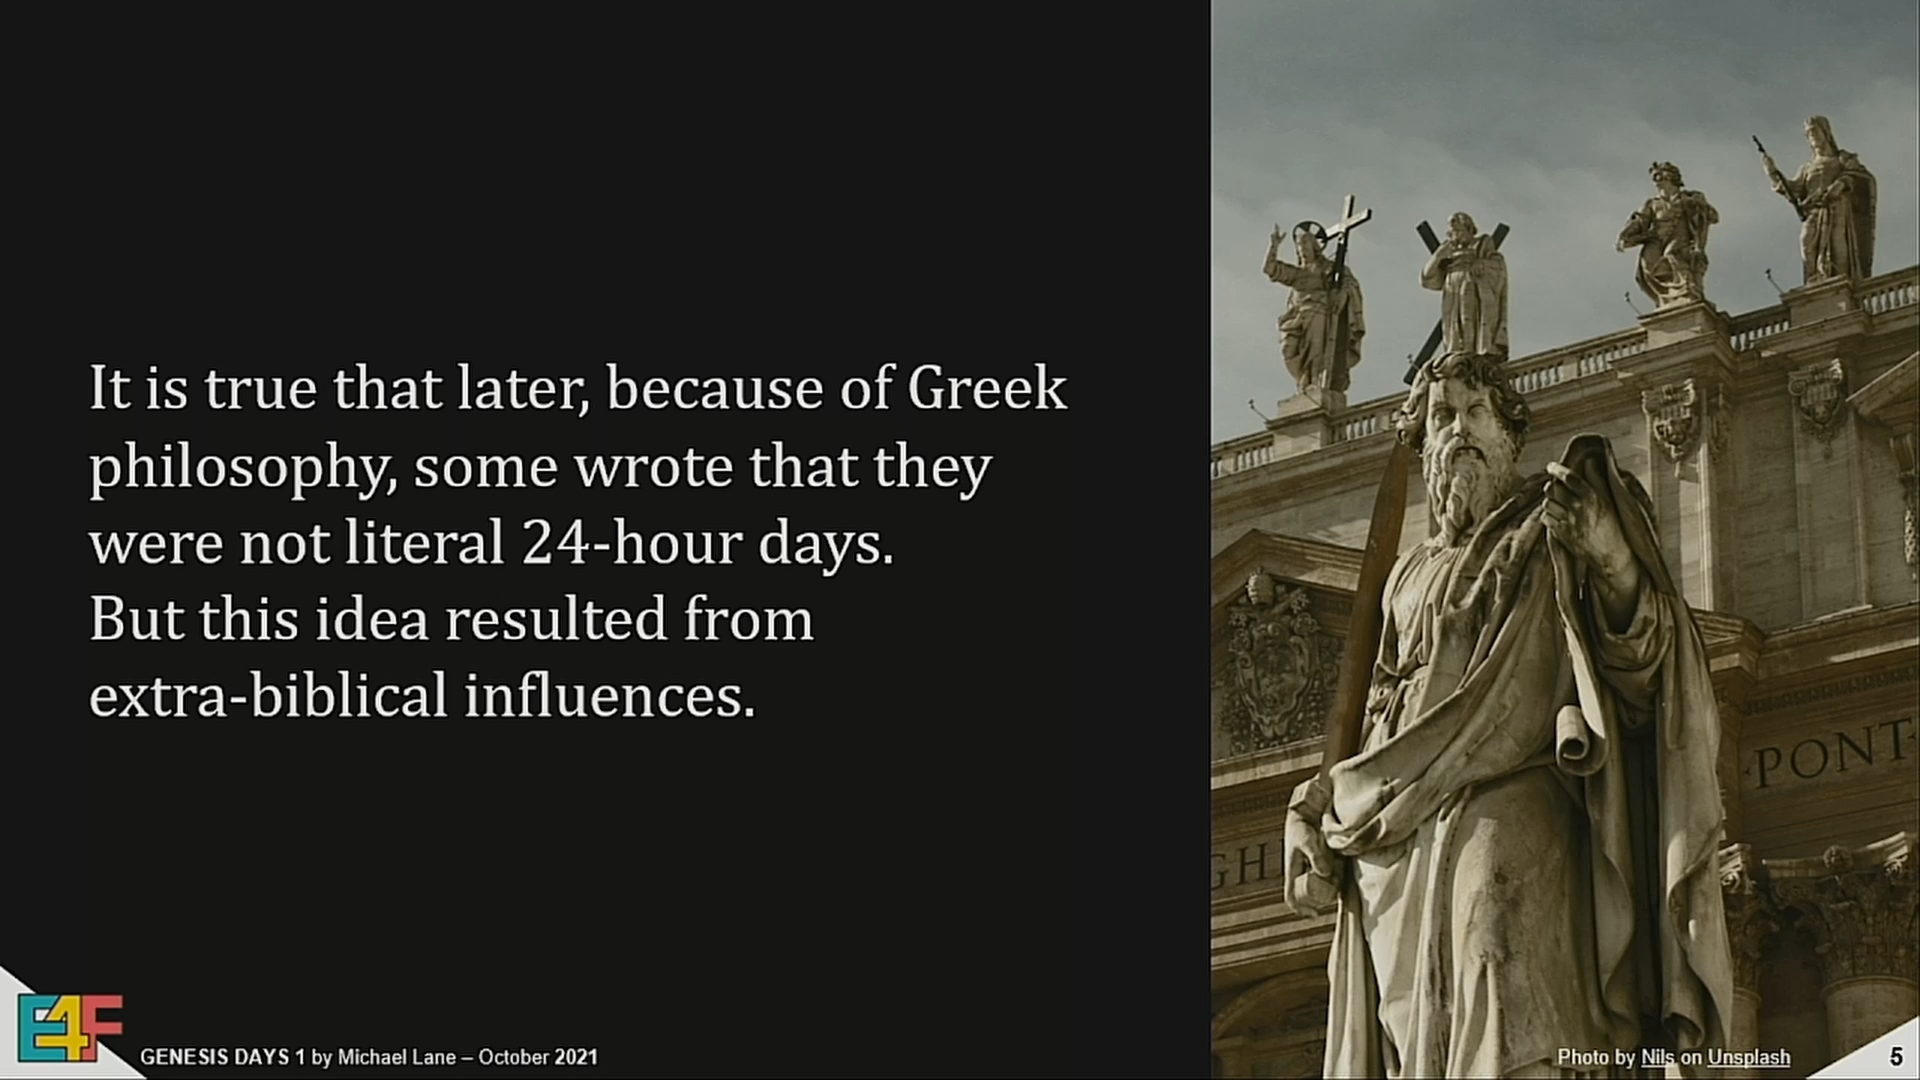 It is true that later, because of Greek
philosophy, some wrote that they
were not literal 24-hour days.
But this idea resulted from
extra-biblical influences.
PONT
GH
E4F
GENESIS DAYS 1 by Michael Lane – October 2021
Photo by Nils on Unsplash
5